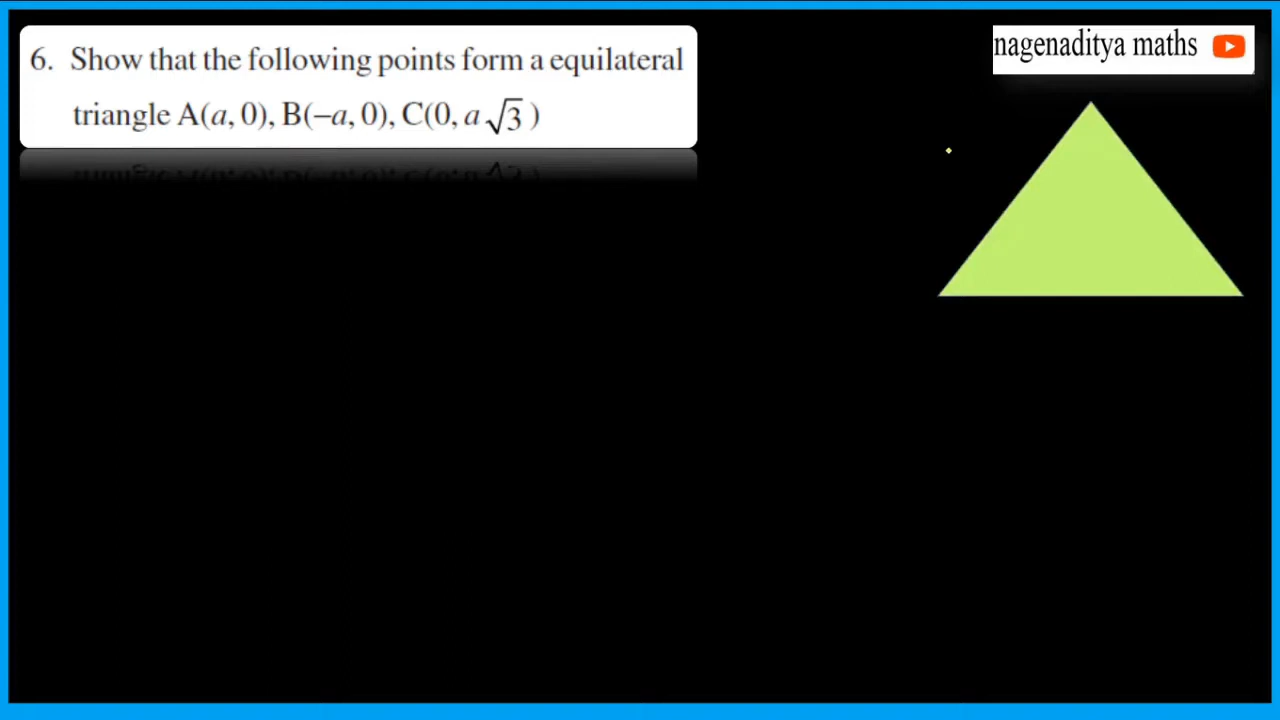 6. Show that the following points form a equilateral
triangle A(a, 0), B(−a, 0), C(0, a√3 )
nagenaditya maths